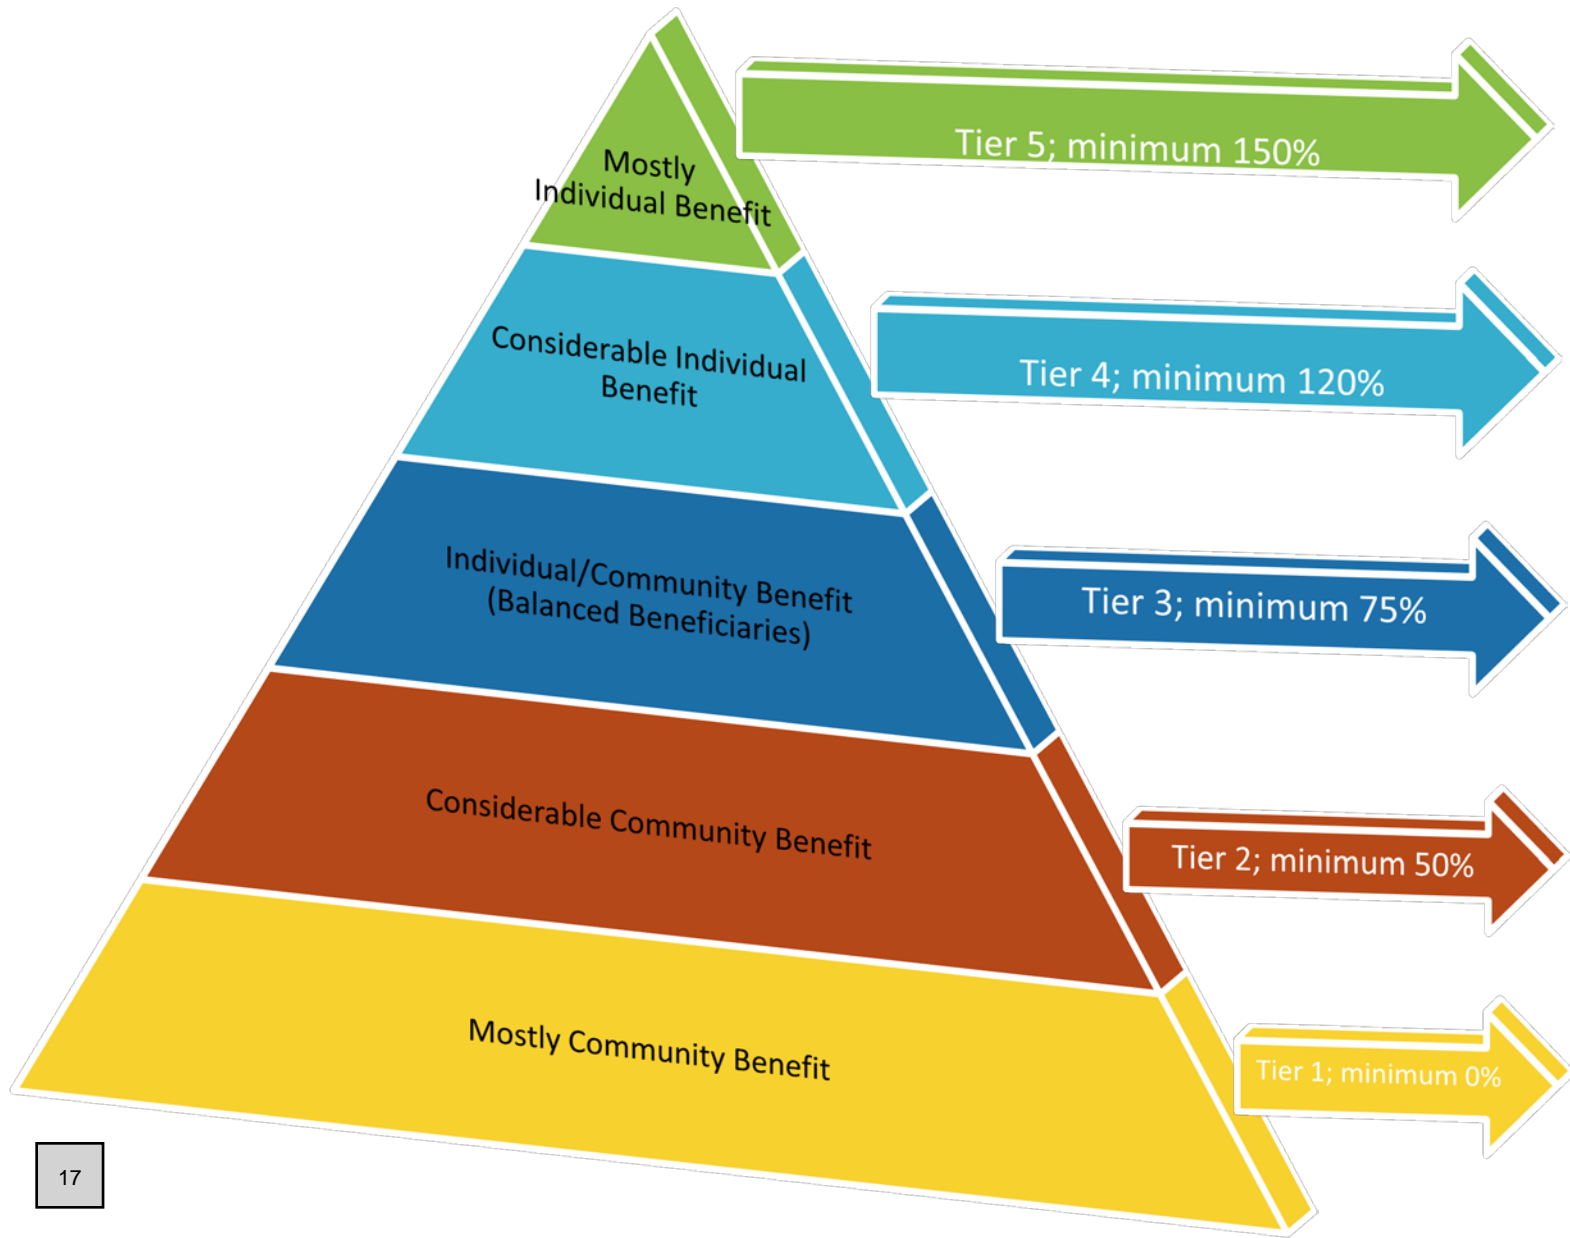 Mostly
Individual Benefit
Tier 5; minimum 150%
Considerable Individual
Benefit
Tier 4; minimum 120%
Individual/Community Benefit
(Balanced Beneficiaries)
Tier 3; minimum 75%
Considerable Community Benefit
Tier 2; minimum 50%
Mostly Community Benefit
Tier 1; minimum 0%
17